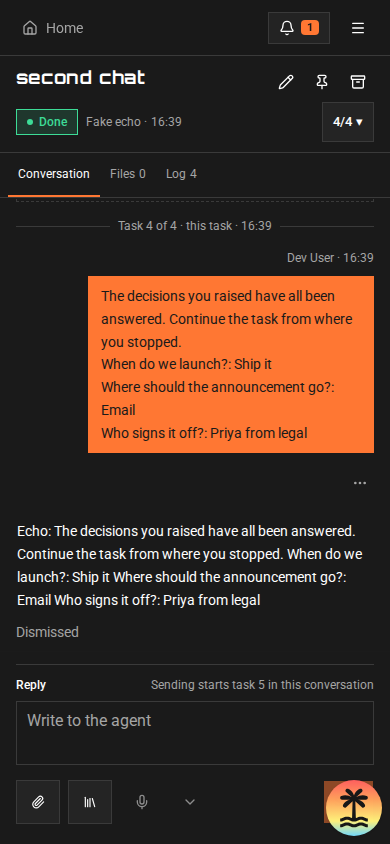 Home
1
second chat
Done
Fake echo · 16:39
4/4 ▾
Conversation
Files 0
Log 4
Task 4 of 4 · this task · 16:39
Dev User · 16:39
The decisions you raised have all been
answered. Continue the task from where
you stopped.
When do we launch?: Ship it
Where should the announcement go?:
Email
Who signs it off?: Priya from legal
Echo: The decisions you raised have all been answered.
Continue the task from where you stopped. When do we
launch?: Ship it Where should the announcement go?:
Email Who signs it off?: Priya from legal
Dismissed
Reply
Sending starts task 5 in this conversation
Write to the agent